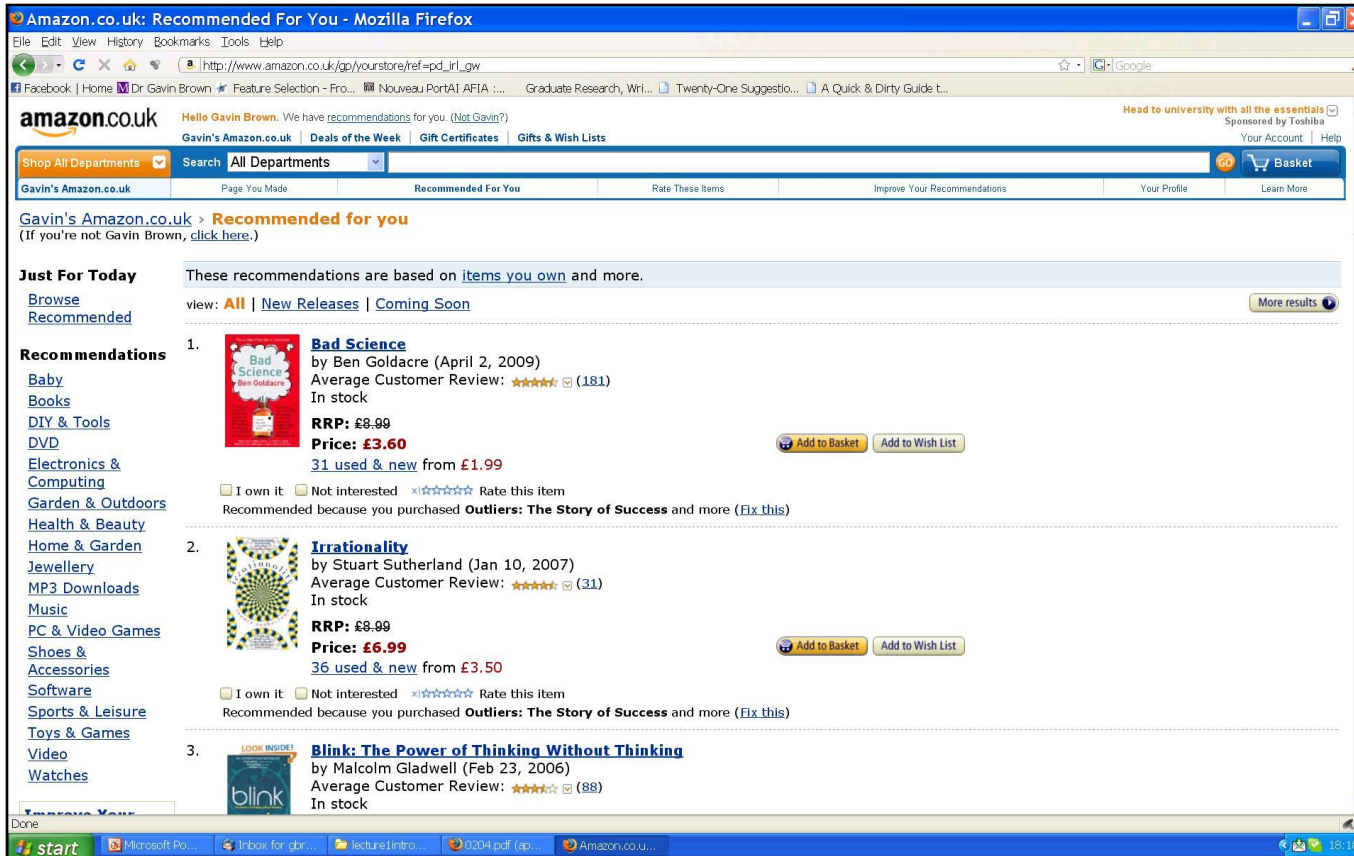 Amazon.co.uk: Recommended For You - Mozilla Firefox
File Edit View History Bookmarks Tools Help
http://www.amazon.co.uk/gp/yourstore/ref=pd_irl_gw
Google
Facebook | Home Dr Gavin Brown Feature Selection - Fro... Nouveau PortAI AFIA :... Graduate Research, Wri... Twenty-One Suggestio... A Quick & Dirty Guide t...
amazon.co.uk
Hello Gavin Brown. We have recommendations for you. (Not Gavin?)
Head to university with all the essentials
Sponsored by Toshiba
Gavin's Amazon.co.uk | Deals of the Week | Gift Certificates | Gifts & Wish Lists
Your Account | Help
Shop All Departments Search All Departments GO Basket
Gavin's Amazon.co.uk Page You Made Recommended For You Rate These Items Improve Your Recommendations Your Profile Learn More
Gavin's Amazon.co.uk › Recommended for you
(If you're not Gavin Brown, click here.)
Just For Today
Browse
Recommended
Recommendations
Baby
Books
DIY & Tools
DVD
Electronics &
Computing
Garden & Outdoors
Health & Beauty
Home & Garden
Jewellery
MP3 Downloads
Music
PC & Video Games
Shoes &
Accessories
Software
Sports & Leisure
Toys & Games
Video
Watches
Improve Your
These recommendations are based on items you own and more.
view: All | New Releases | Coming Soon
More results
1.
Bad
Science
Ben Goldacre
Bad Science
by Ben Goldacre (April 2, 2009)
Average Customer Review: (181)
In stock
RRP: £8.99
Price: £3.60
31 used & new from £1.99
Add to Basket Add to Wish List
I own it Not interested Rate this item
Recommended because you purchased Outliers: The Story of Success and more (Fix this)
2.
irrationality
Irrationality
by Stuart Sutherland (Jan 10, 2007)
Average Customer Review: (31)
In stock
RRP: £8.99
Price: £6.99
36 used & new from £3.50
Add to Basket Add to Wish List
I own it Not interested Rate this item
Recommended because you purchased Outliers: The Story of Success and more (Fix this)
3.
LOOK INSIDE!
blink
Blink: The Power of Thinking Without Thinking
by Malcolm Gladwell (Feb 23, 2006)
Average Customer Review: (88)
In stock
Done
start Microsoft Po... Inbox for gbr... lecture1intro... 0204.pdf (ap... Amazon.co.u... 18:18